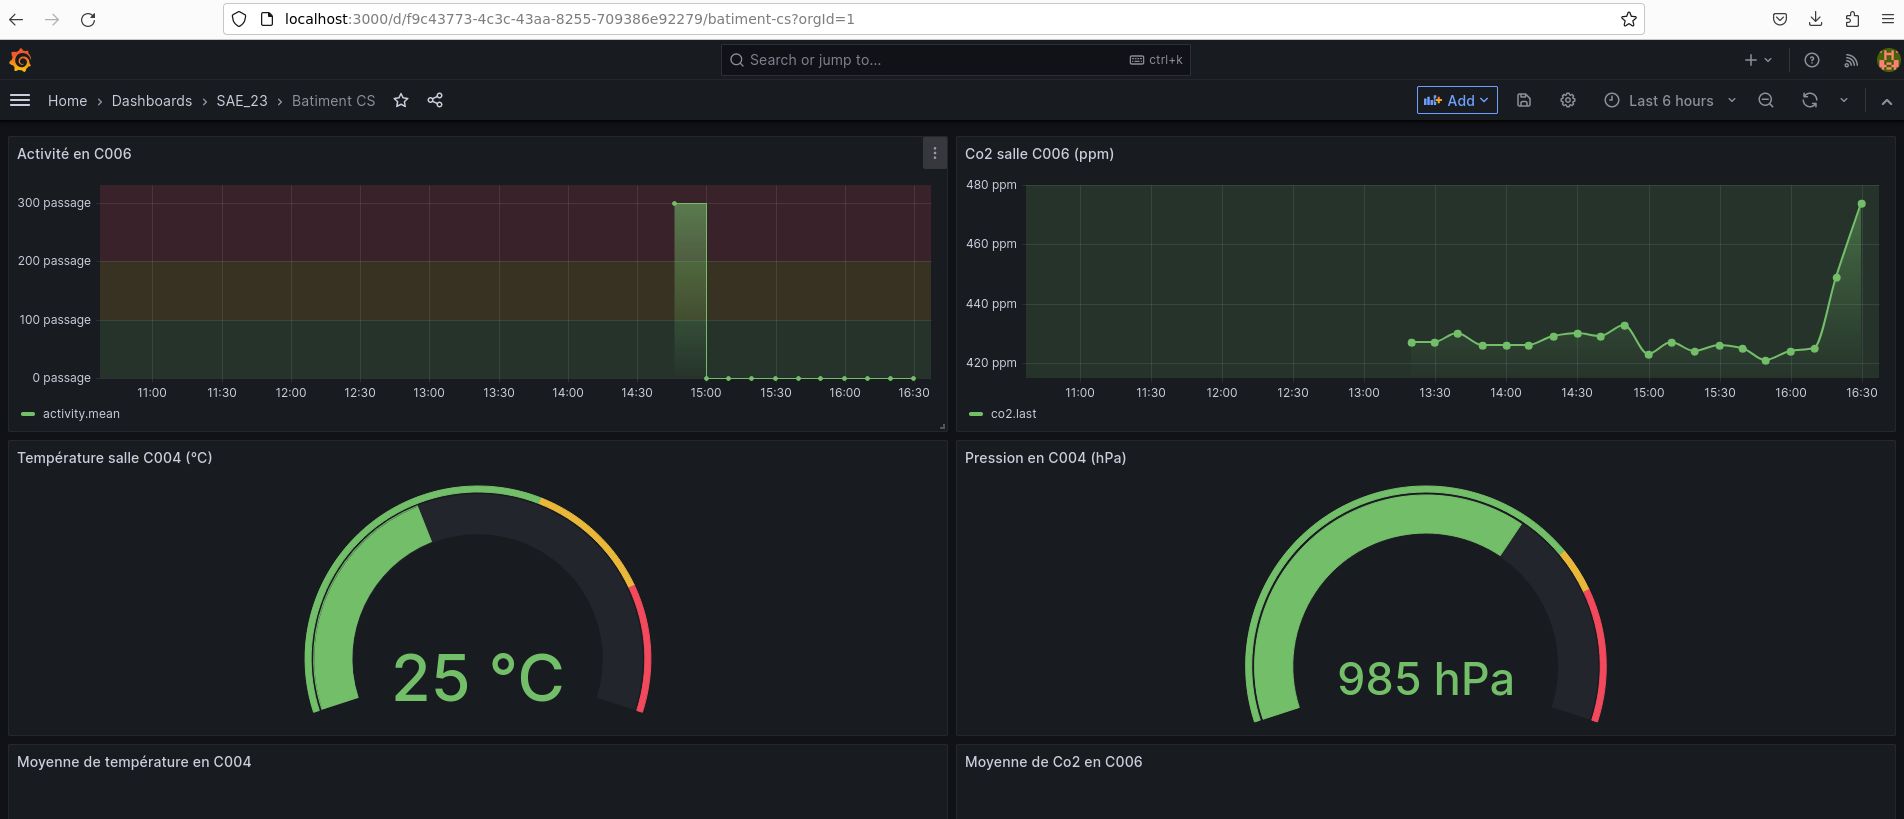 localhost:3000/d/f9c43773-4c3c-43aa-8255-709386e92279/batiment-cs?orgId=1
Search or jump to... ctrl+k
Home › Dashboards › SAE_23 › Batiment CS Add Last 6 hours
Activité en C006
300 passage
200 passage
100 passage
0 passage
11:00 11:30 12:00 12:30 13:00 13:30 14:00 14:30 15:00 15:30 16:00 16:30
activity.mean
Co2 salle C006 (ppm)
480 ppm
460 ppm
440 ppm
420 ppm
11:00 11:30 12:00 12:30 13:00 13:30 14:00 14:30 15:00 15:30 16:00 16:30
co2.last
Température salle C004 (°C)
25 °C
Pression en C004 (hPa)
985 hPa
Moyenne de température en C004
Moyenne de Co2 en C006